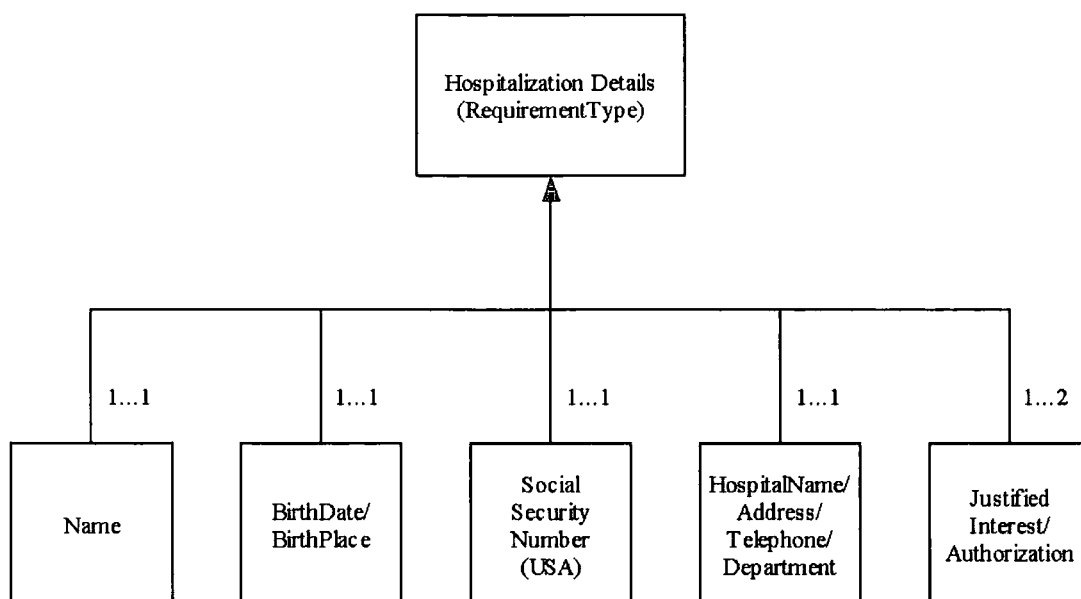 Hospitalization Details
(RequirementType)
1...1
1...1
1...1
1...1
1...2
Name
BirthDate/
BirthPlace
Social
Security
Number
(USA)
HospitalName/
Address/
Telephone/
Department
Justified
Interest/
Authorization